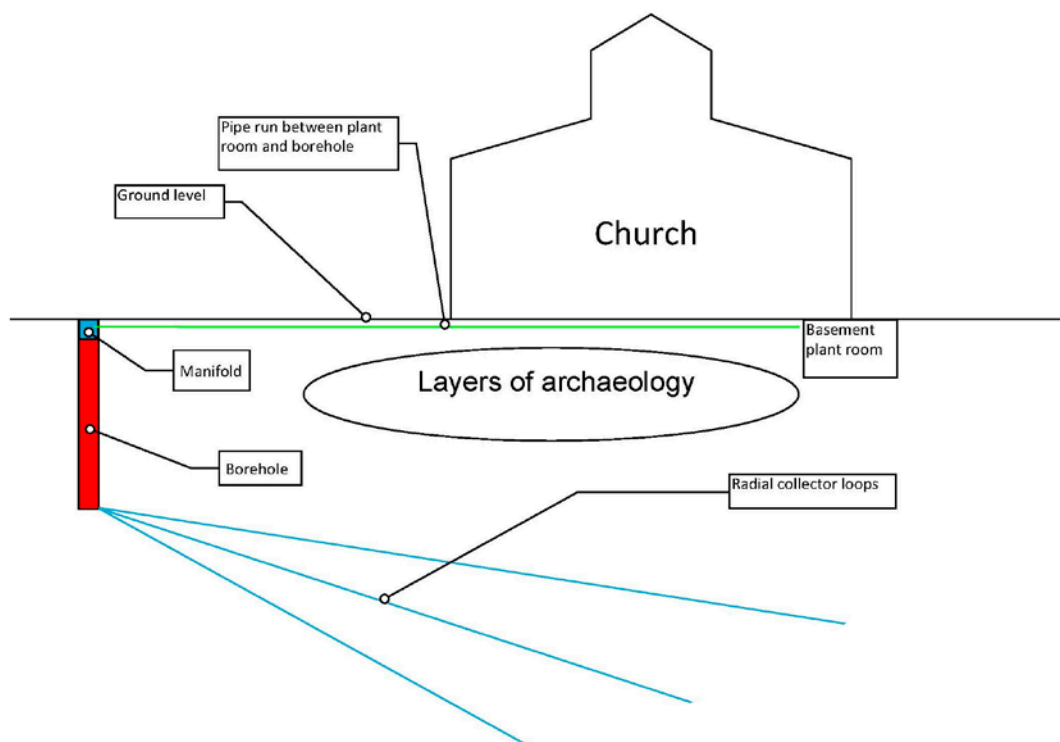 Pipe run between plant
room and borehole
Ground level
Church
Basement
plant room
Manifold
Layers of archaeology
Borehole
Radial collector loops